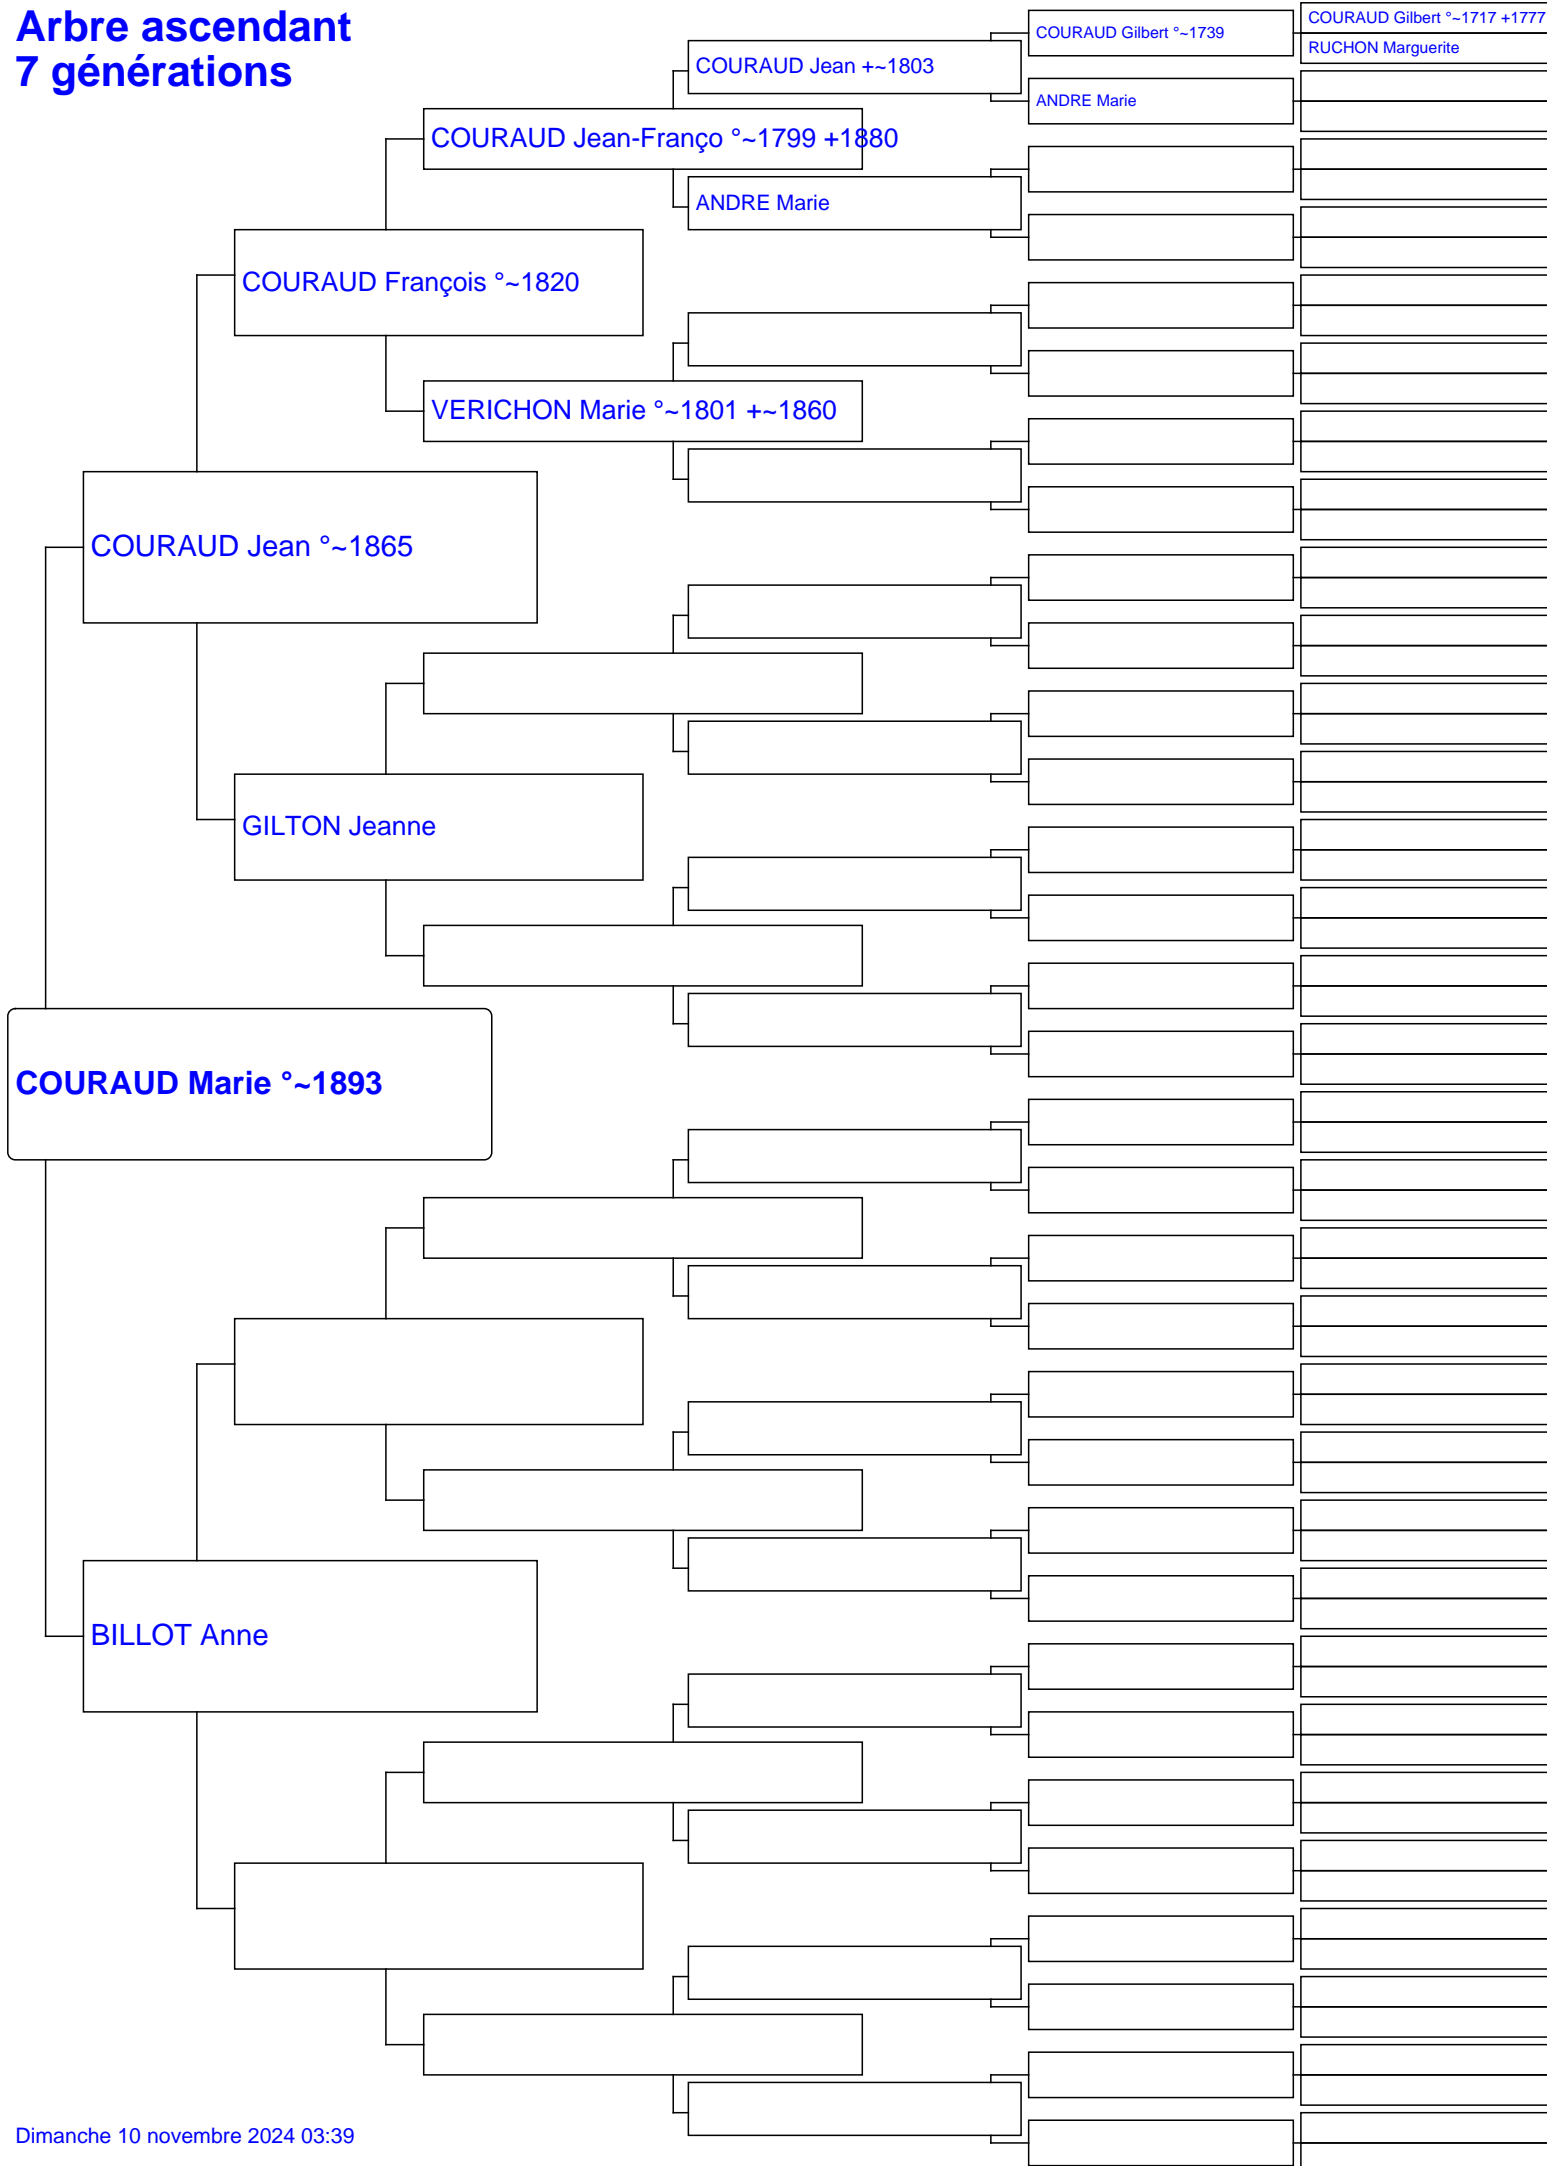 Arbre ascendant
7 générations
COURAUD Gilbert °~1717 +1777
COURAUD Gilbert °~1739
RUCHON Marguerite
COURAUD Jean +~1803
ANDRE Marie
COURAUD Jean-Franço °~1799 +1880
ANDRE Marie
COURAUD François °~1820
VERICHON Marie °~1801 +~1860
COURAUD Jean °~1865
GILTON Jeanne
COURAUD Marie °~1893
BILLOT Anne
Dimanche 10 novembre 2024 03:39